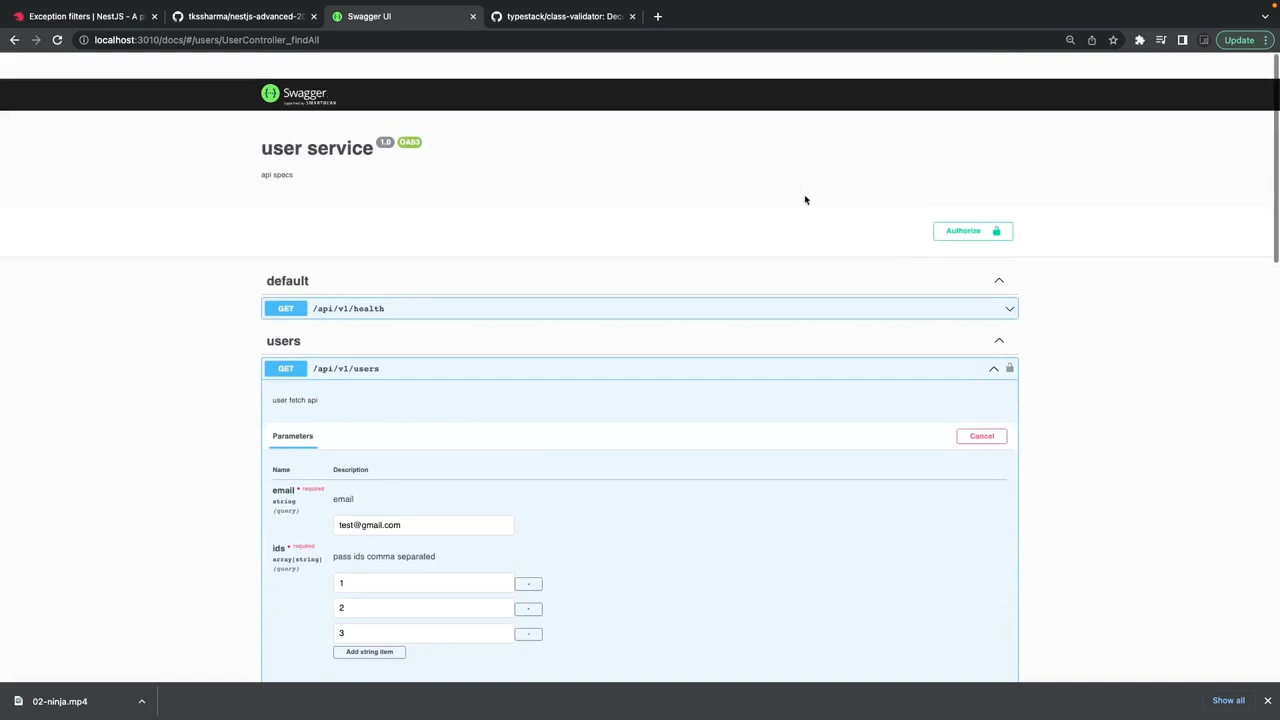 Exception filters | NestJS - A p
tkssharma/nestjs-advanced-20
Swagger UI
typestack/class-validator: Dec
localhost:3010/docs/#/users/UserController_findAll
Update
Swagger.
Supported by SMARTBEAR
user service 1.0 OAS3
api specs
Authorize
default
GET /api/v1/health
users
GET /api/v1/users
user fetch api
Parameters
Cancel
Name Description
email * required
string
(query)
email
test@gmail.com
ids * required
array[string]
(query)
pass ids comma separated
1 -
2 -
3 -
Add string item
02-ninja.mp4
Show all